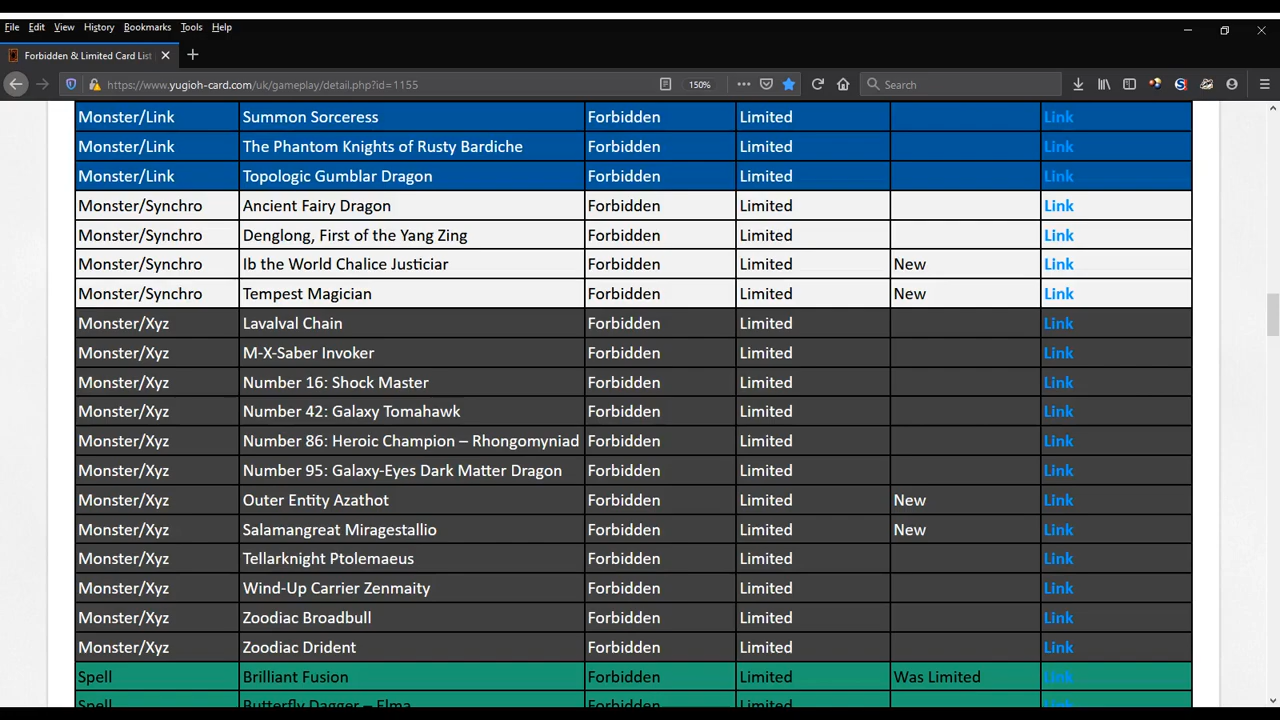 File Edit View History Bookmarks Tools Help
Forbidden & Limited Card List
https://www.yugioh-card.com/uk/gameplay/detail.php?id=1155 150% Search
Monster/Link Summon Sorceress Forbidden Limited Link
Monster/Link The Phantom Knights of Rusty Bardiche Forbidden Limited Link
Monster/Link Topologic Gumblar Dragon Forbidden Limited Link
Monster/Synchro Ancient Fairy Dragon Forbidden Limited Link
Monster/Synchro Denglong, First of the Yang Zing Forbidden Limited Link
Monster/Synchro Ib the World Chalice Justiciar Forbidden Limited New Link
Monster/Synchro Tempest Magician Forbidden Limited New Link
Monster/Xyz Lavalval Chain Forbidden Limited Link
Monster/Xyz M-X-Saber Invoker Forbidden Limited Link
Monster/Xyz Number 16: Shock Master Forbidden Limited Link
Monster/Xyz Number 42: Galaxy Tomahawk Forbidden Limited Link
Monster/Xyz Number 86: Heroic Champion – Rhongomyniad Forbidden Limited Link
Monster/Xyz Number 95: Galaxy-Eyes Dark Matter Dragon Forbidden Limited Link
Monster/Xyz Outer Entity Azathot Forbidden Limited New Link
Monster/Xyz Salamangreat Miragestallio Forbidden Limited New Link
Monster/Xyz Tellarknight Ptolemaeus Forbidden Limited Link
Monster/Xyz Wind-Up Carrier Zenmaity Forbidden Limited Link
Monster/Xyz Zoodiac Broadbull Forbidden Limited Link
Monster/Xyz Zoodiac Drident Forbidden Limited Link
Spell Brilliant Fusion Forbidden Limited Was Limited Link
Spell Butterfly Dagger – Elma Forbidden Limited Link